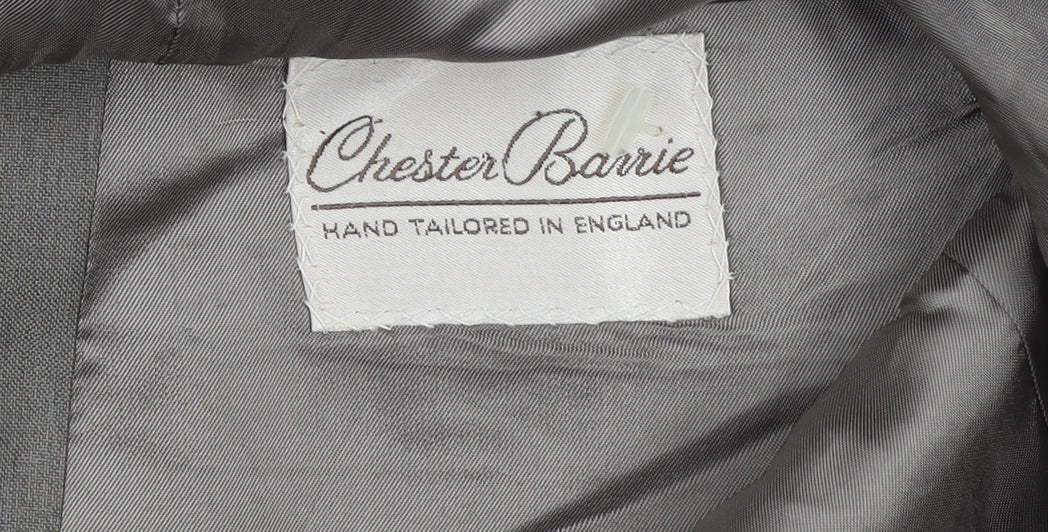 Chester Barrie
HAND TAILORED IN ENGLAND